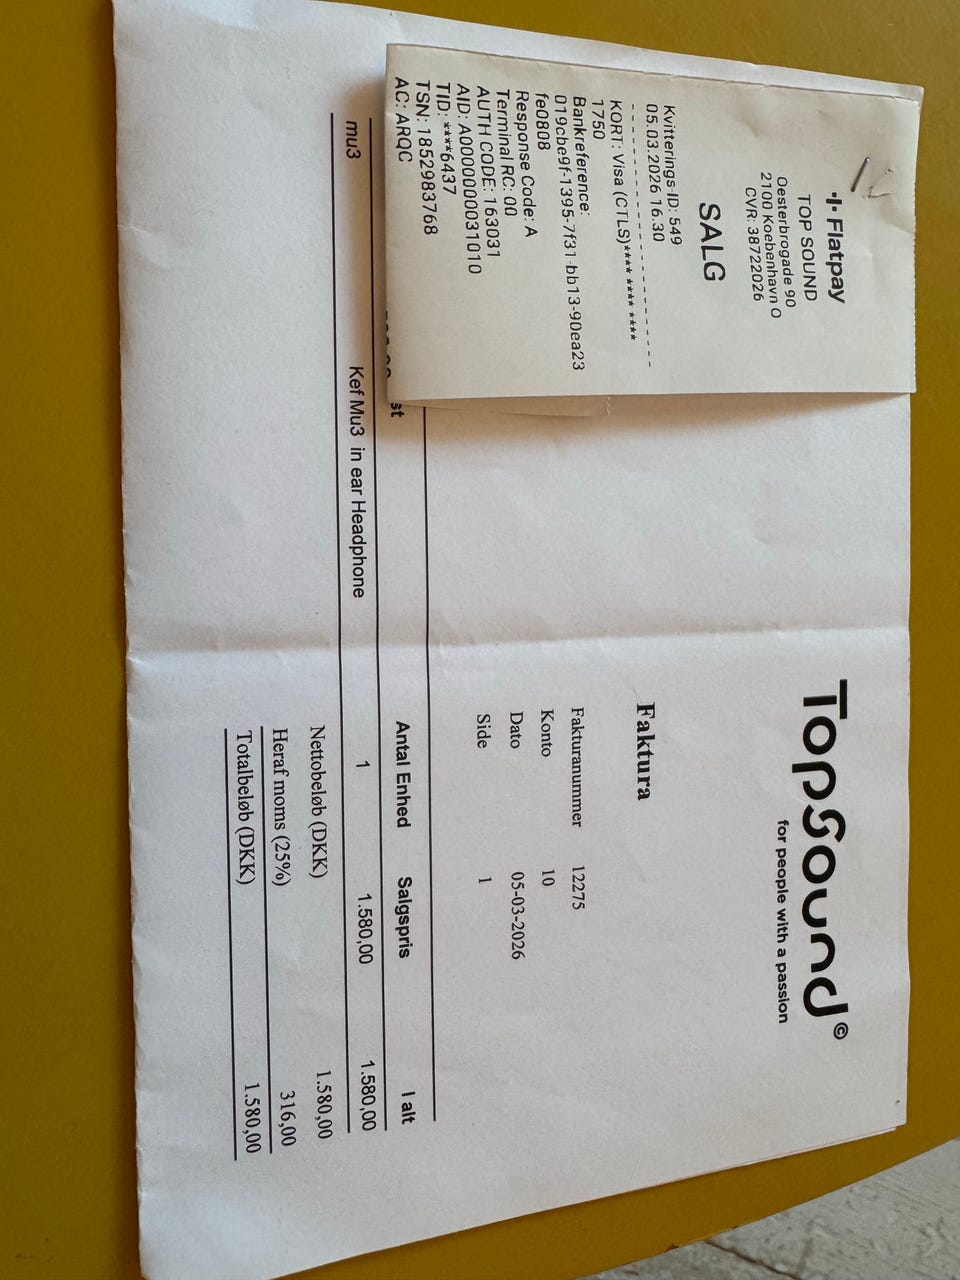 Flatpay
TOP SOUND
Oesterbrogade 90
2100 Koebenhavn O
CVR: 38722026
SALG
Kvitterings-ID: 549
05.03.2026 16.30
--------------------------
KORT: Visa (CTLS)**** **** ****
1750
Bankreference:
019cbe9f-1395-7f31-bb13-90ea23
fe0808
Response Code: A
Terminal RC: 00
AUTH CODE: 163031
AID: A0000000031010
TID: ****6437
TSN: 1852983768
AC: ARQC
TopSound©
for people with a passion
Faktura
Fakturanummer 12275
Konto 10
Dato 05-03-2026
Side 1
st Antal Enhed Salgspris I alt
mu3 Kef Mu3 in ear Headphone 1 1.580,00 1.580,00
Nettobeløb (DKK) 1.580,00
Heraf moms (25%) 316,00
Totalbeløb (DKK) 1.580,00